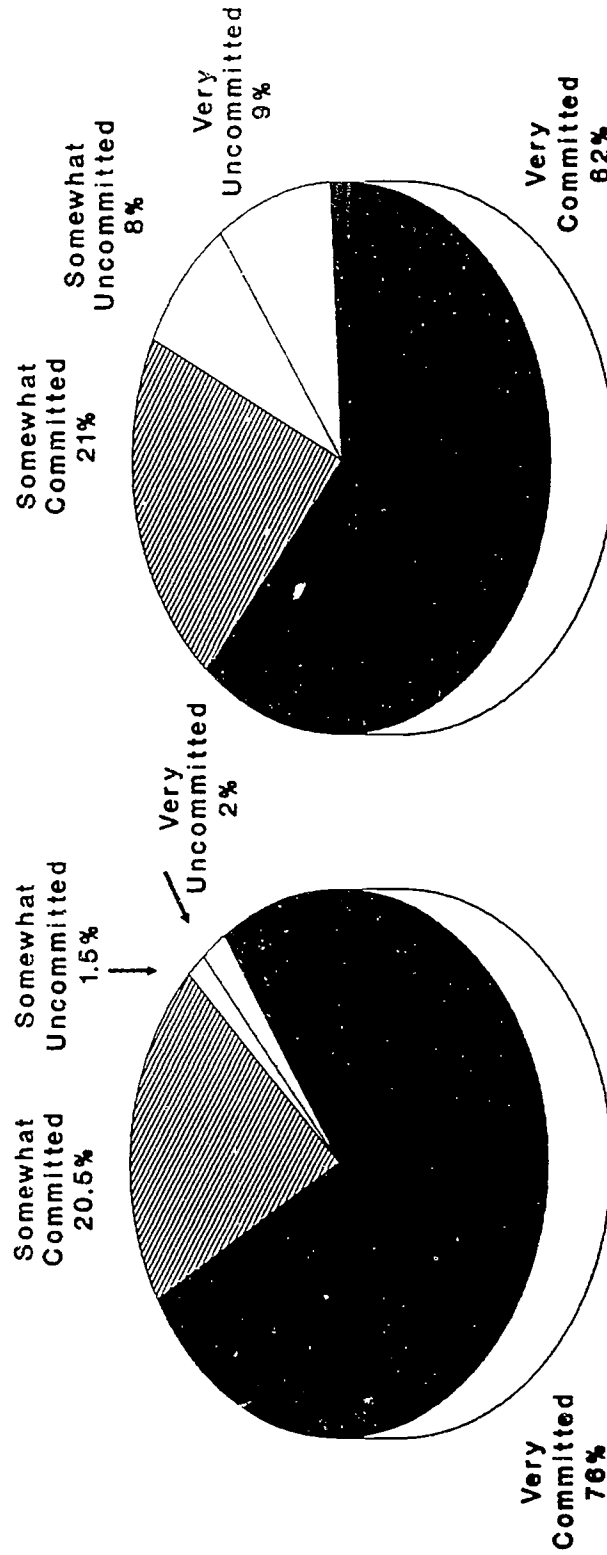 Somewhat
Committed
20.5%
Somewhat
Uncommitted
1.5%
Very
Uncommitted
2%
Very
Committed
76%
Somewhat
Committed
21%
Somewhat
Uncommitted
8%
Very
Uncommitted
9%
Very
Committed
62%